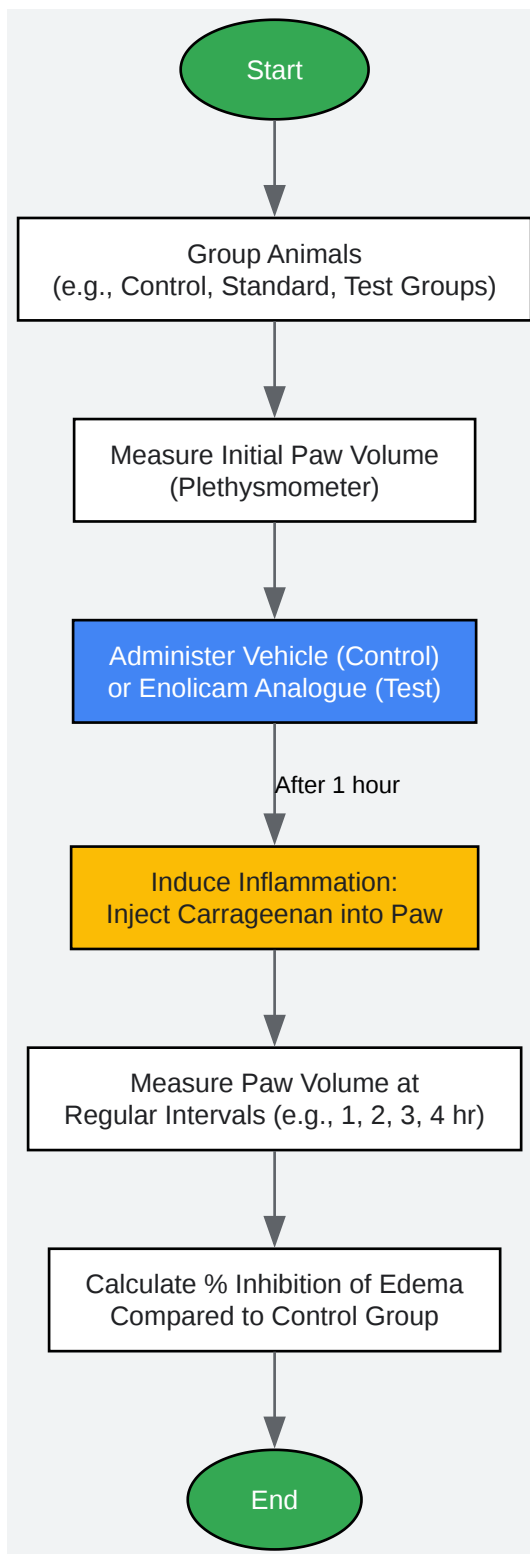 Start
Group Animals
(e.g., Control, Standard, Test Groups)
Measure Initial Paw Volume
(Plethysmometer)
Administer Vehicle (Control)
or Enolicam Analogue (Test)
After 1 hour
Induce Inflammation:
Inject Carrageenan into Paw
Measure Paw Volume at
Regular Intervals (e.g., 1, 2, 3, 4 hr)
Calculate % Inhibition of Edema
Compared to Control Group
End